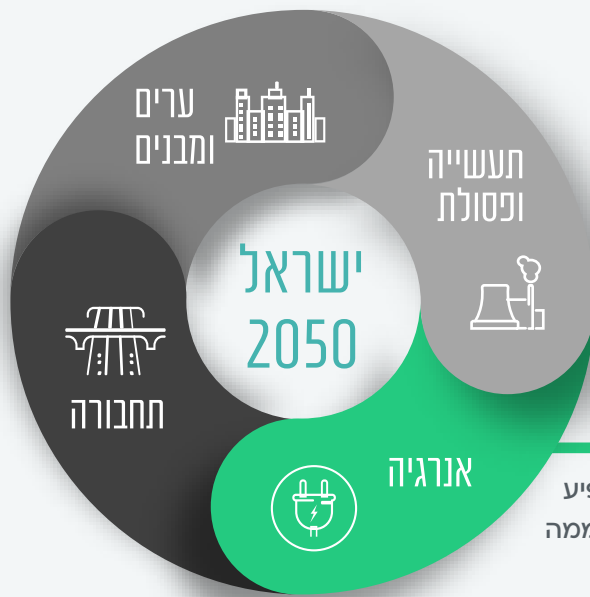 ערים
ומבנים
תעשייה
ופסולת
ישראל
2050
תחבורה
אנרגיה